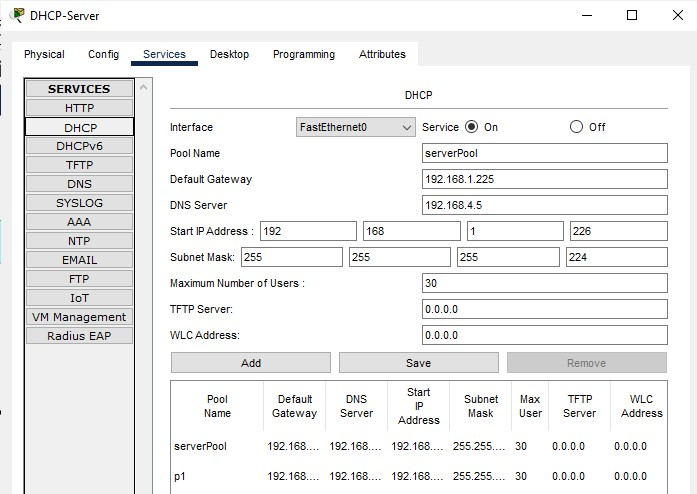 DHCP-Server
Physical Config Services Desktop Programming Attributes
SERVICES
HTTP
DHCP
DHCPv6
TFTP
DNS
SYSLOG
AAA
NTP
EMAIL
FTP
IoT
VM Management
Radius EAP
DHCP
Interface FastEthernet0 Service On Off
Pool Name serverPool
Default Gateway 192.168.1.225
DNS Server 192.168.4.5
Start IP Address : 192 168 1 226
Subnet Mask: 255 255 255 224
Maximum Number of Users : 30
TFTP Server: 0.0.0.0
WLC Address: 0.0.0.0
Add Save Remove
Pool Name Default Gateway DNS Server Start IP Address Subnet Mask Max User TFTP Server WLC Address
serverPool 192.168.... 192.168.... 192.168.... 255.255.... 30 0.0.0.0 0.0.0.0
p1 192.168.... 192.168.... 192.168.... 255.255.... 30 0.0.0.0 0.0.0.0